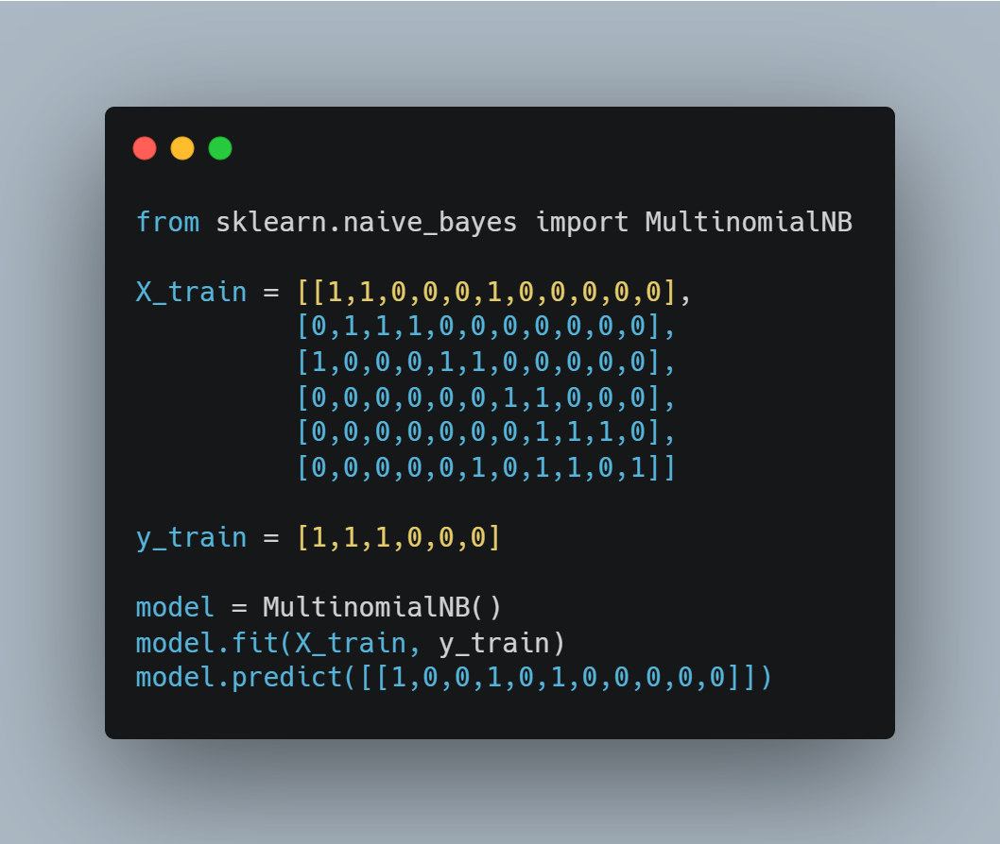 from sklearn.naive_bayes import MultinomialNB
X_train = [[1,1,0,0,0,1,0,0,0,0,0],
[0,1,1,1,0,0,0,0,0,0,0],
[1,0,0,0,1,1,0,0,0,0,0],
[0,0,0,0,0,0,1,1,0,0,0],
[0,0,0,0,0,0,0,1,1,1,0],
[0,0,0,0,0,1,0,1,1,0,1]]
y_train = [1,1,1,0,0,0]
model = MultinomialNB()
model.fit(X_train, y_train)
model.predict([[1,0,0,1,0,1,0,0,0,0,0]])